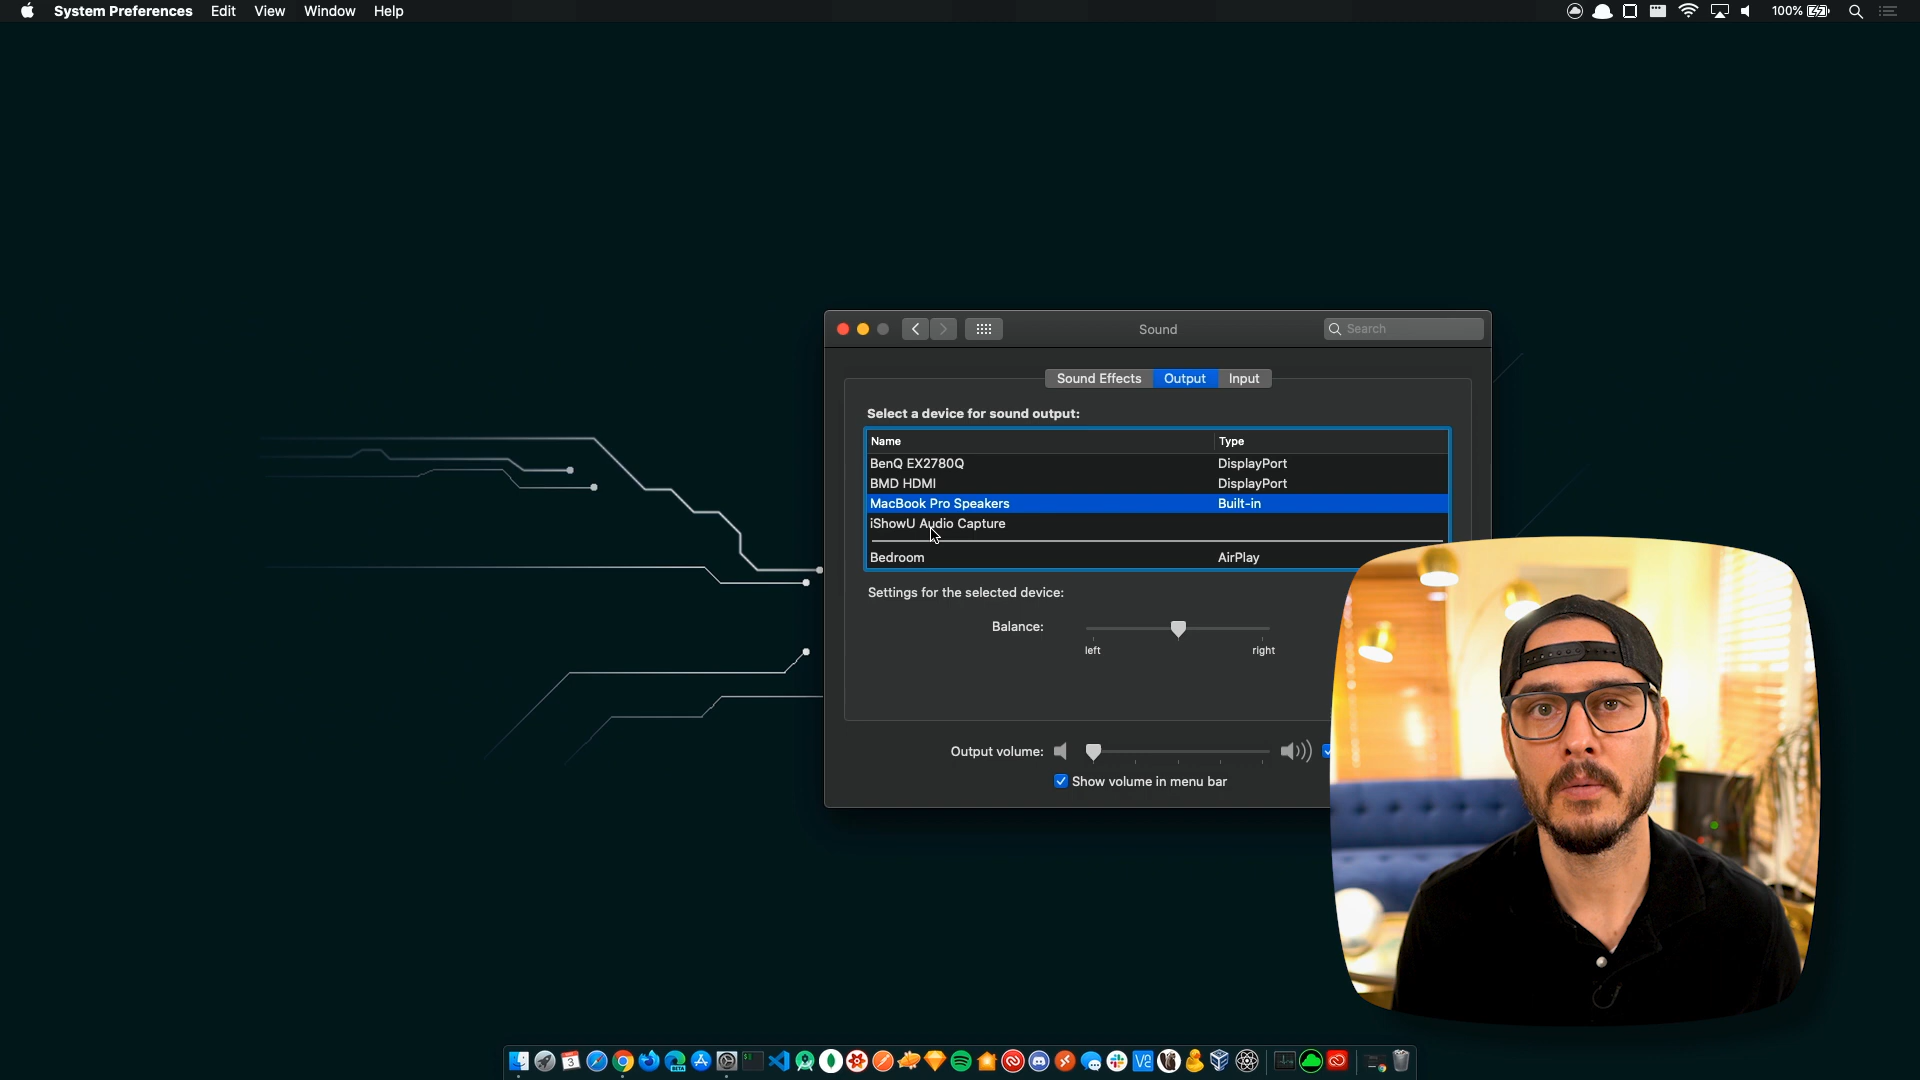 System Preferences Edit View Window Help
100%
Sound
Search
Sound Effects Output Input
Select a device for sound output:
Name Type
BenQ EX2780Q DisplayPort
BMD HDMI DisplayPort
MacBook Pro Speakers Built-in
iShowU Audio Capture
Bedroom AirPlay
Settings for the selected device:
Balance:
left right
Output volume:
Show volume in menu bar